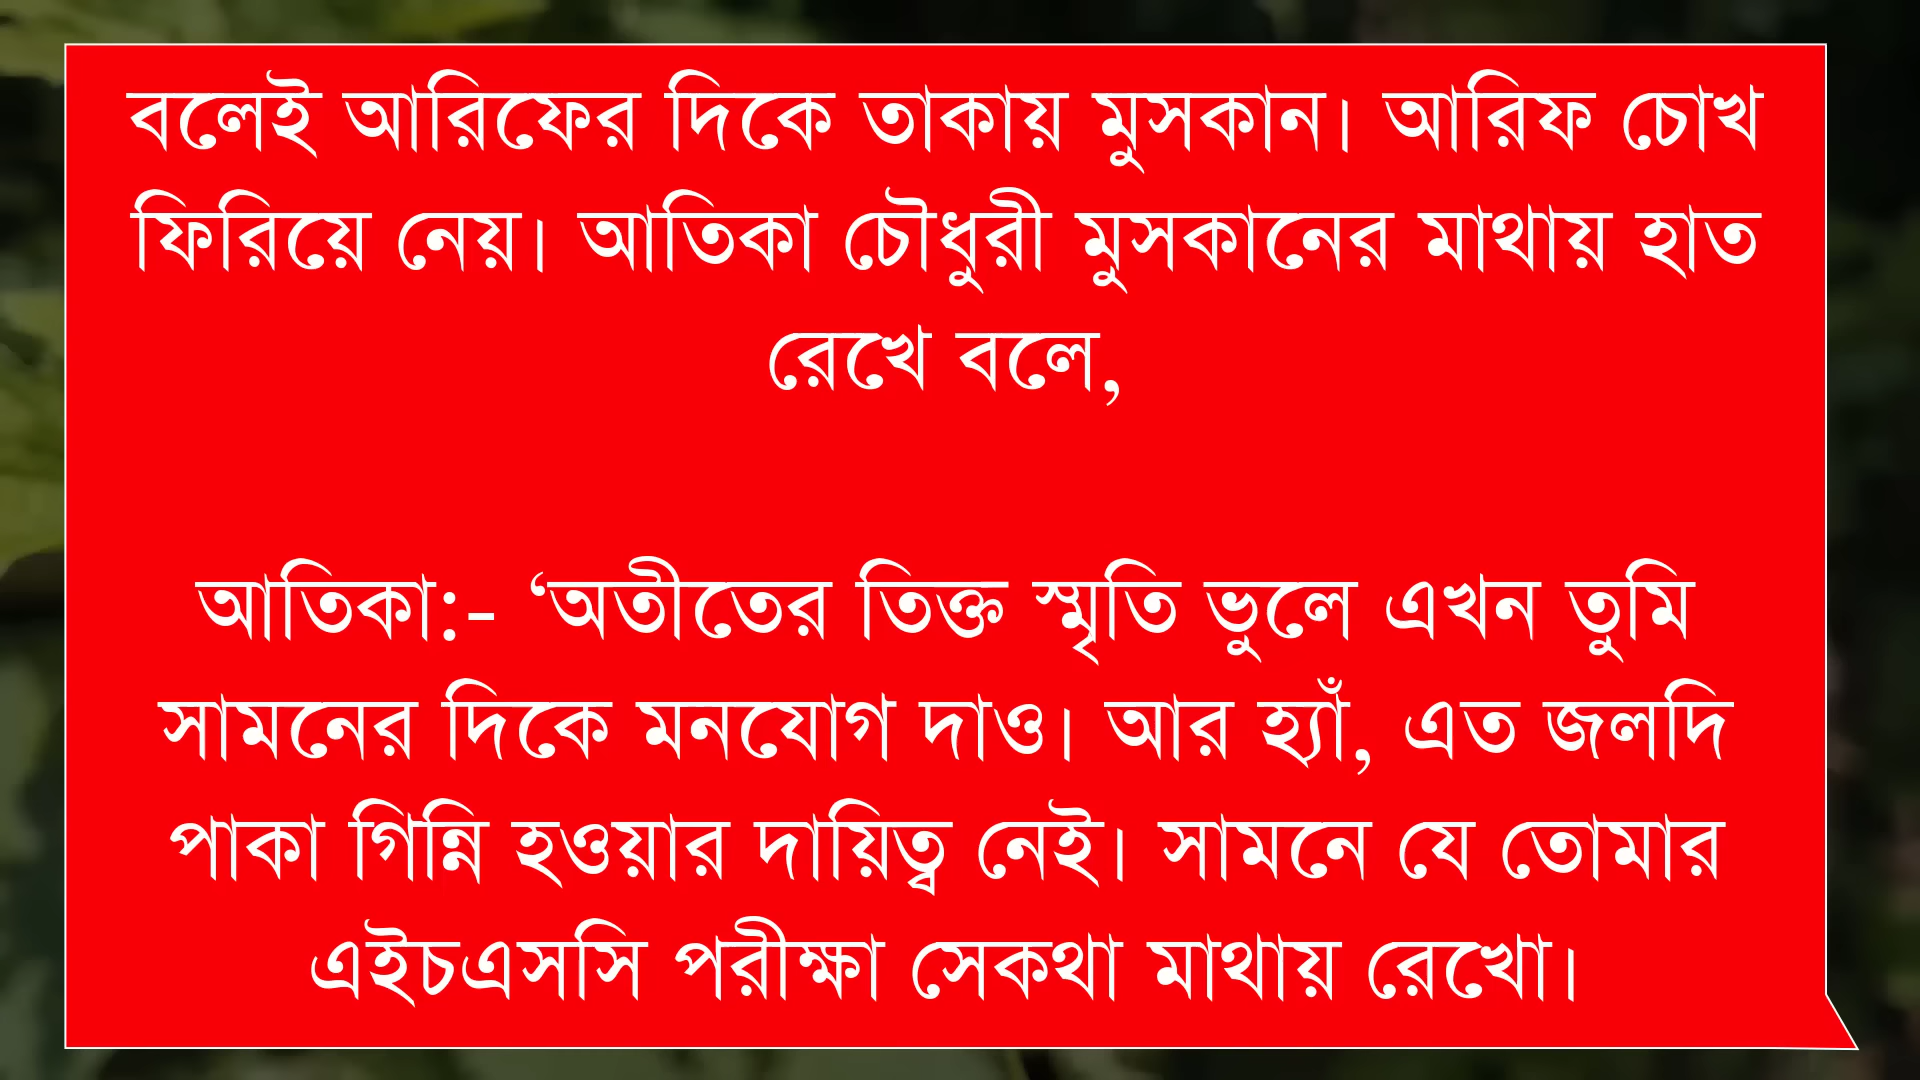 বলেই আরিফের দিকে তাকায় মুসকান। আরিফ চোখ
ফিরিয়ে নেয়। আতিকা চৌধুরী মুসকানের মাথায় হাত
রেখে বলে,
আতিকা:- ‘অতীতের তিক্ত স্মৃতি ভুলে এখন তুমি
সামনের দিকে মনযোগ দাও। আর হ্যাঁ, এত জলদি
পাকা গিন্নি হওয়ার দায়িত্ব নেই। সামনে যে তোমার
এইচএসসি পরীক্ষা সেকথা মাথায় রেখো।